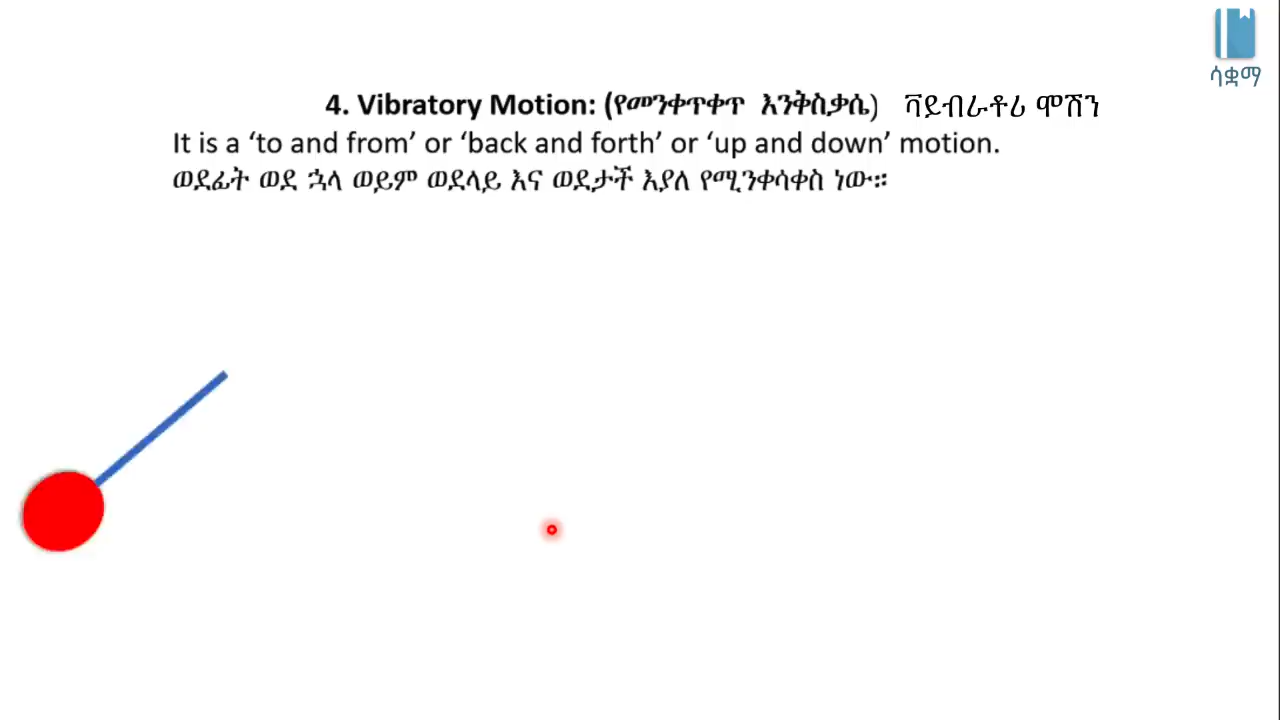 ሳቋማ
4. Vibratory Motion: (የመንቀጥቀጥ እንቅስቃሴ) ቫይብራቶሪ ሞሽን
It is a ‘to and from’ or ‘back and forth’ or ‘up and down’ motion.
ወደፊት ወደ ኋላ ወይም ወደላይ እና ወደታች እያለ የሚንቀሳቀስ ነው።